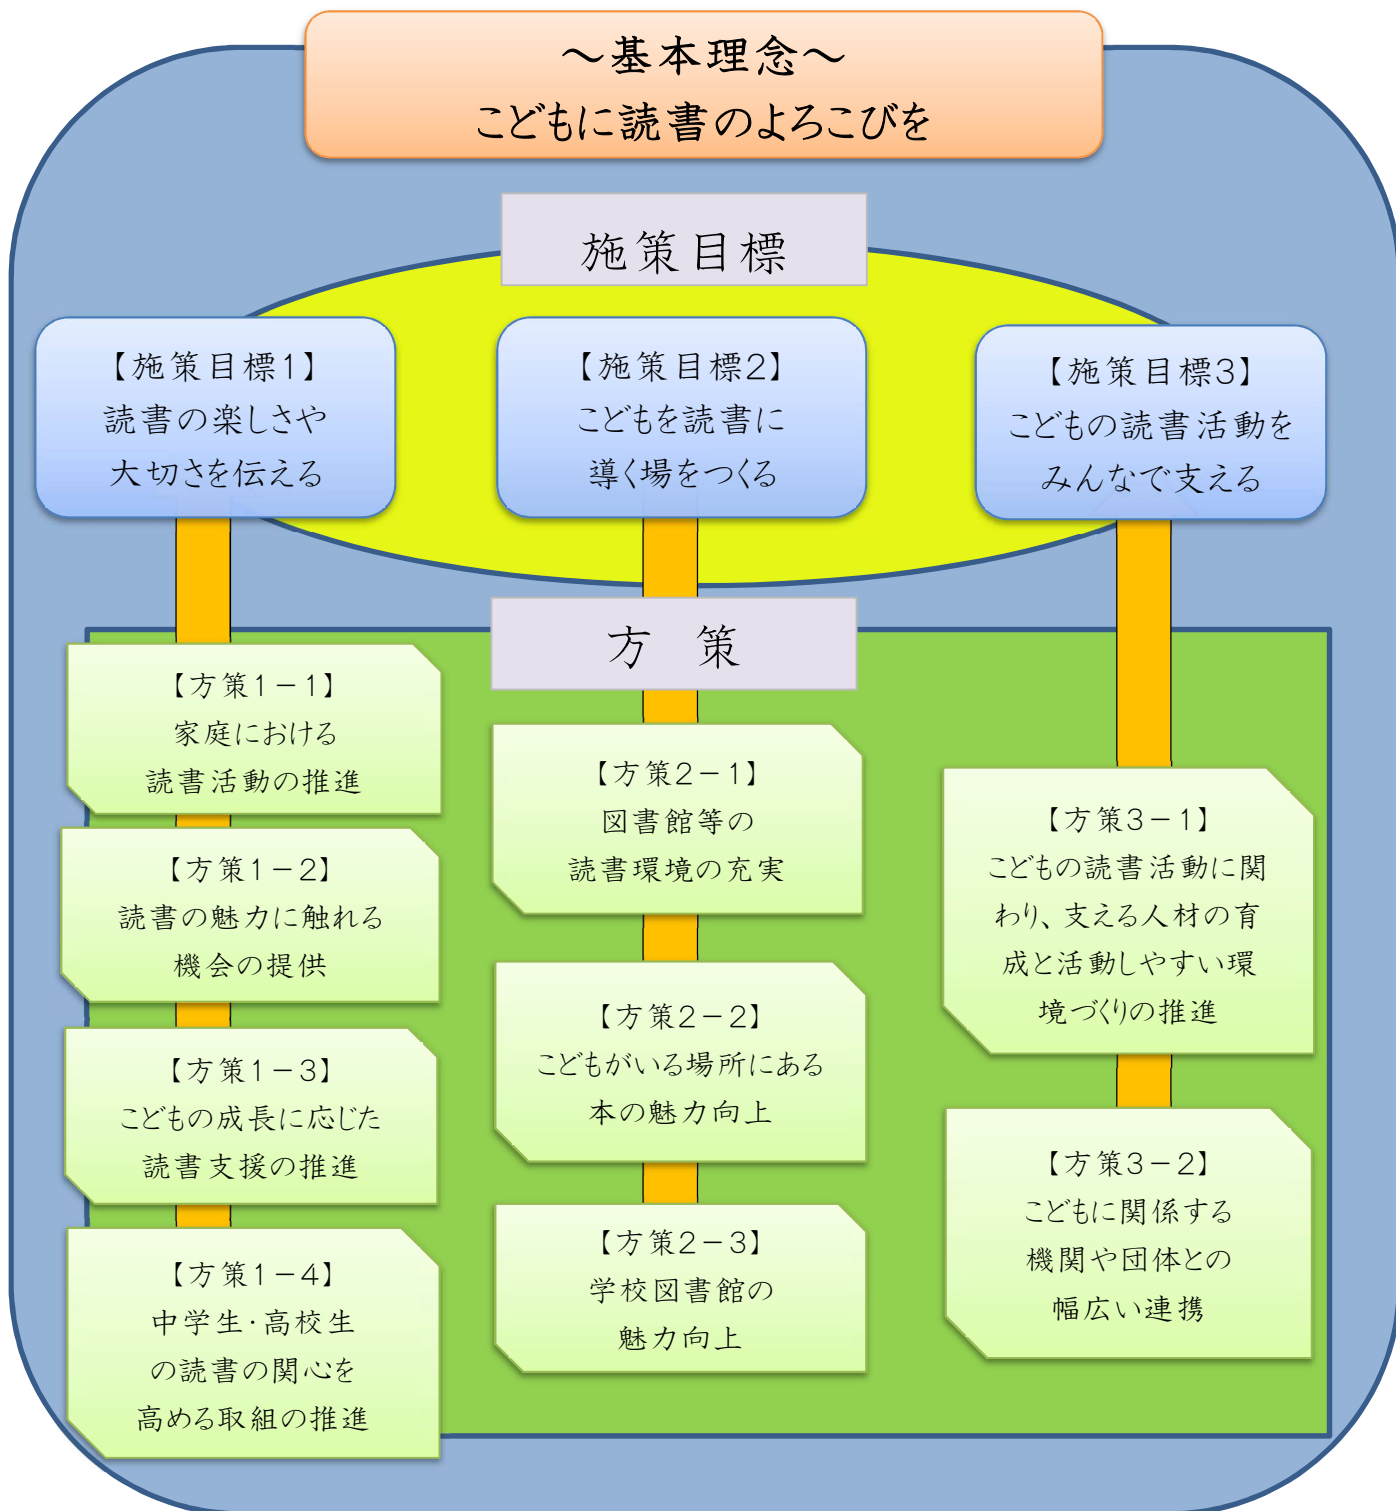 ～基本理念～
こどもに読書のよろこびを
施策目標
【施策目標1】
読書の楽しさや
大切さを伝える
【施策目標2】
こどもを読書に
導く場をつくる
【施策目標3】
こどもの読書活動を
みんなで支える
方　策
【方策1－1】
家庭における
読書活動の推進
【方策1－2】
読書の魅力に触れる
機会の提供
【方策1－3】
こどもの成長に応じた
読書支援の推進
【方策1－4】
中学生・高校生
の読書の関心を
高める取組の推進
【方策2－1】
図書館等の
読書環境の充実
【方策2－2】
こどもがいる場所にある
本の魅力向上
【方策2－3】
学校図書館の
魅力向上
【方策3－1】
こどもの読書活動に関
わり、支える人材の育
成と活動しやすい環
境づくりの推進
【方策3－2】
こどもに関係する
機関や団体との
幅広い連携